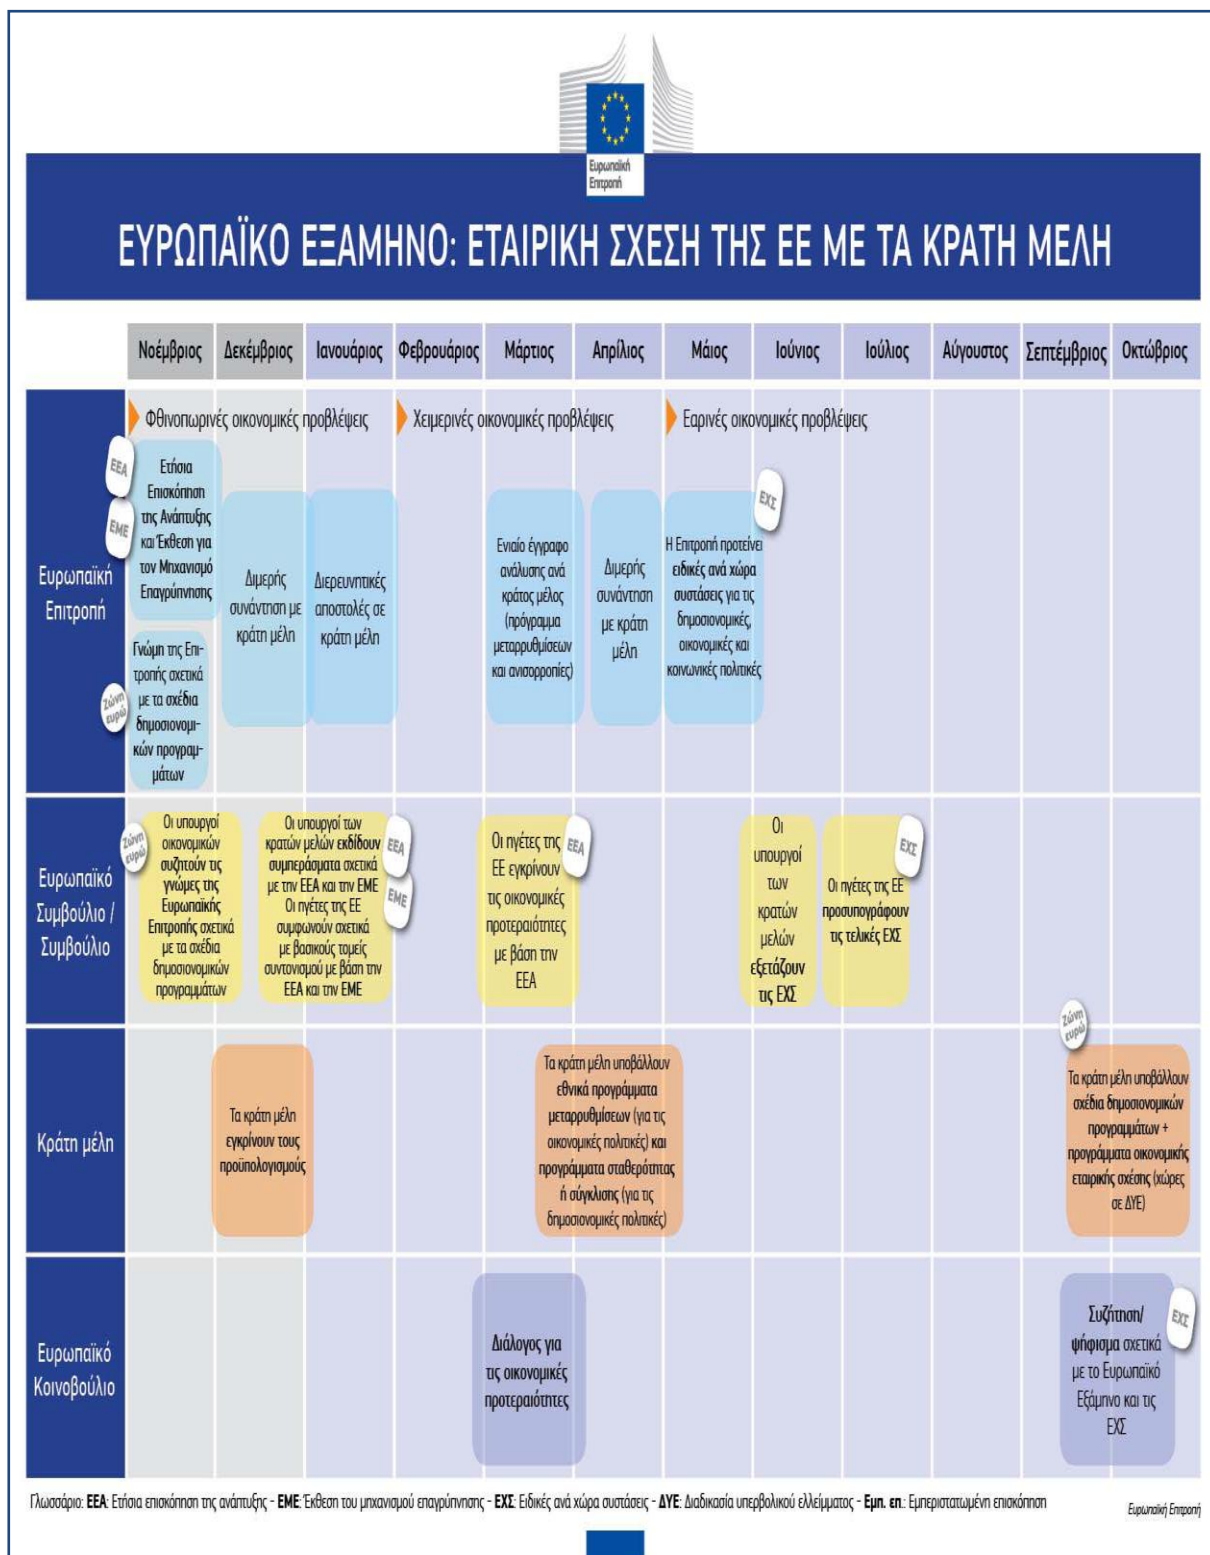 Ευρωπαϊκή
Επιτροπή
ΕΥΡΩΠΑΪΚΟ ΕΞΑΜΗΝΟ: ΕΤΑΙΡΙΚΗ ΣΧΕΣΗ ΤΗΣ ΕΕ ΜΕ ΤΑ ΚΡΑΤΗ ΜΕΛΗ
Νοέμβριος Δεκέμβριος Ιανουάριος Φεβρουάριος Μάρτιος Απρίλιος Μάιος Ιούνιος Ιούλιος Αύγουστος Σεπτέμβριος Οκτώβριος
Ευρωπαϊκή
Επιτροπή
Φθινοπωρινές οικονομικές προβλέψεις
Χειμερινές οικονομικές προβλέψεις
Εαρινές οικονομικές προβλέψεις
ΕΕΑ
ΕΜΕ
Ετήσια
Επισκόπηση
της Ανάπτυξης
και Έκθεση για
τον Μηχανισμό
Επαγρύπνησης
Ζώνη
ευρώ
Γνώμη της Επι-
τροπής σχετικά
με τα σχέδια
δημοσιονομι-
κών προγραμ-
μάτων
Διμερής
συνάντηση με
κράτη μέλη
Διερευνητικές
αποστολές σε
κράτη μέλη
Ενιαίο έγγραφο
ανάλυσης ανά
κράτος μέλος
(πρόγραμμα
μεταρρυθμίσεων
και ανισορροπίες)
Διμερής
συνάντηση
με κράτη
μέλη
ΕΧΣ
Η Επιτροπή προτείνει
ειδικές ανά χώρα
συστάσεις για τις
δημοσιονομικές,
οικονομικές και
κοινωνικές πολιτικές
Ευρωπαϊκό
Συμβούλιο /
Συμβούλιο
Ζώνη
ευρώ
Οι υπουργοί
οικονομικών
συζητούν τις
γνώμες της
Ευρωπαϊκής
Επιτροπής σχετικά
με τα σχέδια
δημοσιονομικών
προγραμμάτων
Οι υπουργοί των
κρατών μελών εκδίδουν
συμπεράσματα σχετικά
με την ΕΕΑ και την ΕΜΕ
Οι ηγέτες της ΕΕ
συμφωνούν σχετικά
με βασικούς τομείς
συντονισμού με βάση την
ΕΕΑ και την ΕΜΕ
ΕΕΑ
ΕΜΕ
Οι ηγέτες της
ΕΕ εγκρίνουν
τις οικονομικές
προτεραιότητες
με βάση την
ΕΕΑ
ΕΕΑ
Οι
υπουργοί
των
κρατών
μελών
εξετάζουν
τις ΕΧΣ
ΕΧΣ
Οι ηγέτες της ΕΕ
προσυπογράφουν
τις τελικές ΕΧΣ
Κράτη μέλη
Τα κράτη μέλη
εγκρίνουν τους
προϋπολογισμούς
Τα κράτη μέλη υποβάλλουν
εθνικά προγράμματα
μεταρρυθμίσεων (για τις
οικονομικές πολιτικές) και
προγράμματα σταθερότητας
ή σύγκλισης (για τις
δημοσιονομικές πολιτικές)
Ζώνη
ευρώ
Τα κράτη μέλη υποβάλλουν
σχέδια δημοσιονομικών
προγραμμάτων +
προγράμματα οικονομικής
εταιρικής σχέσης (χώρες
σε ΔΥΕ)
Ευρωπαϊκό
Κοινοβούλιο
Διάλογος για
τις οικονομικές
προτεραιότητες
Συζήτηση/
ψήφισμα σχετικά
με το Ευρωπαϊκό
Εξάμηνο και τις
ΕΧΣ
ΕΧΣ
Γλωσσάριο: ΕΕΑ: Ετήσια επισκόπηση της ανάπτυξης - ΕΜΕ: Έκθεση του μηχανισμού επαγρύπνησης - ΕΧΣ: Ειδικές ανά χώρα συστάσεις - ΔΥΕ: Διαδικασία υπερβολικού ελλείμματος - Εμπ. επ.: Εμπεριστατωμένη επισκόπηση
Ευρωπαϊκή Επιτροπή